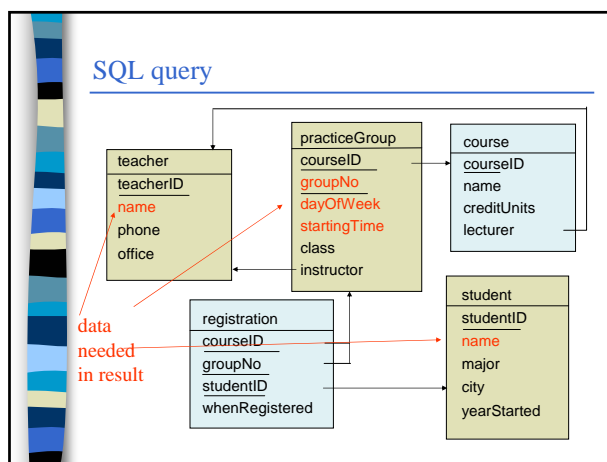 SQL query
teacher
teacherID
name
phone
office
practiceGroup
courseID
groupNo
dayOfWeek
startingTime
class
instructor
course
courseID
name
creditUnits
lecturer
data
needed
in result
registration
courseID
groupNo
studentID
whenRegistered
student
studentID
name
major
city
yearStarted